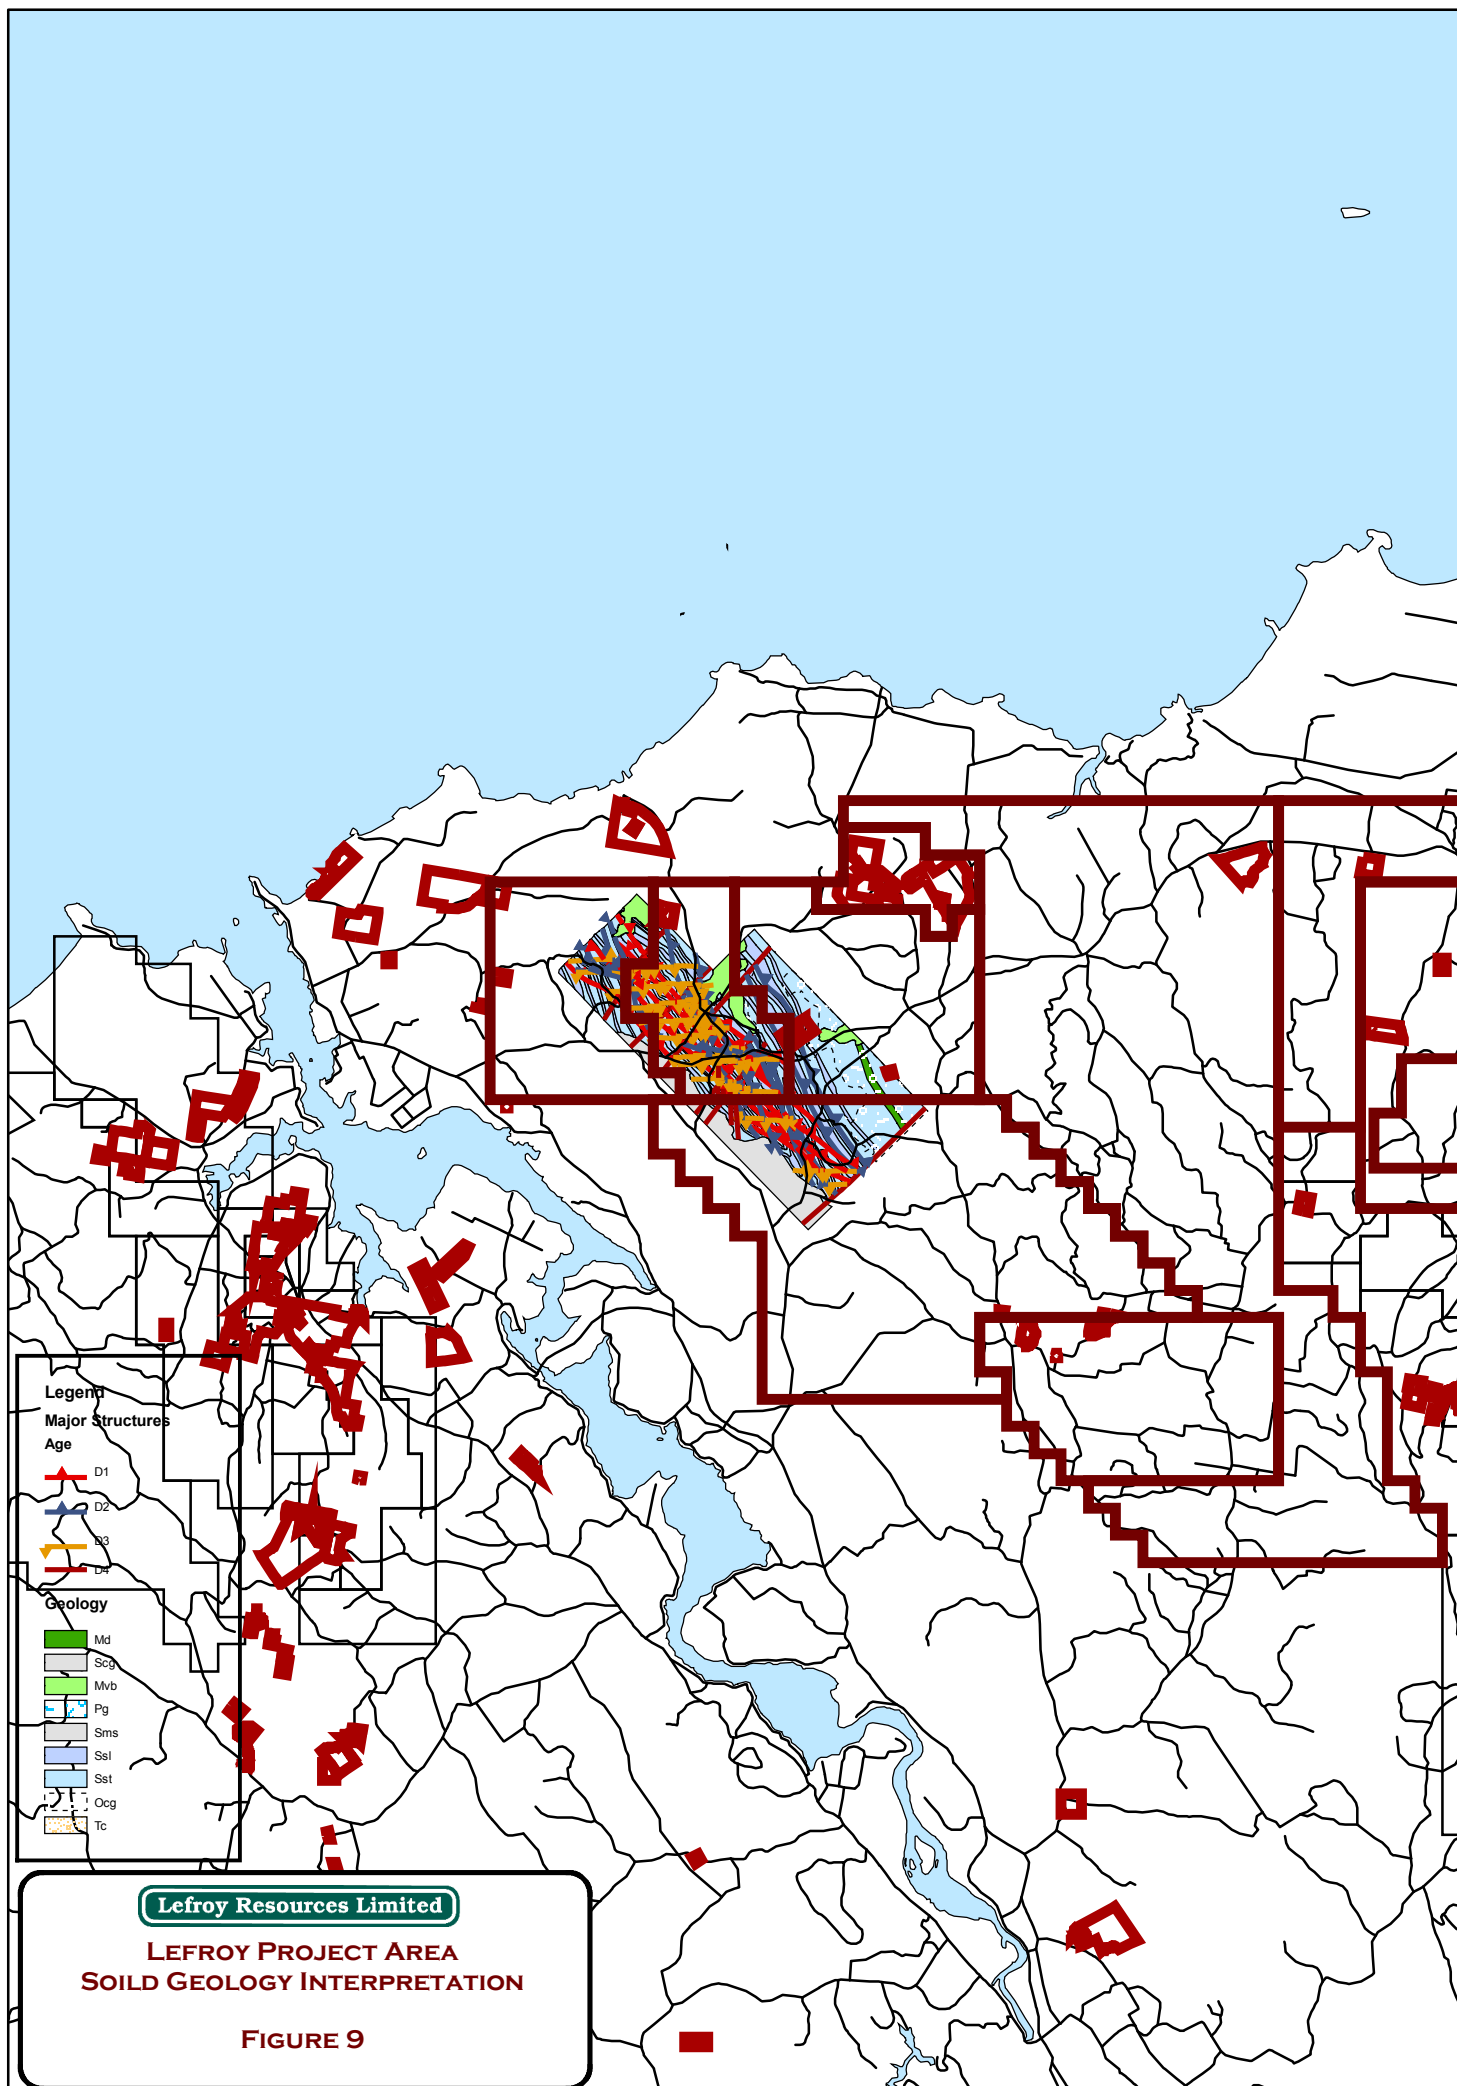 Legend
Major Structures
Age
D1
D2
D3
D4
Geology
Md
Scg
Mvb
Pg
Sms
Ssl
Sst
Ocg
Tc
Lefroy Resources Limited
LEFROY PROJECT AREA
SOILD GEOLOGY INTERPRETATION
FIGURE 9